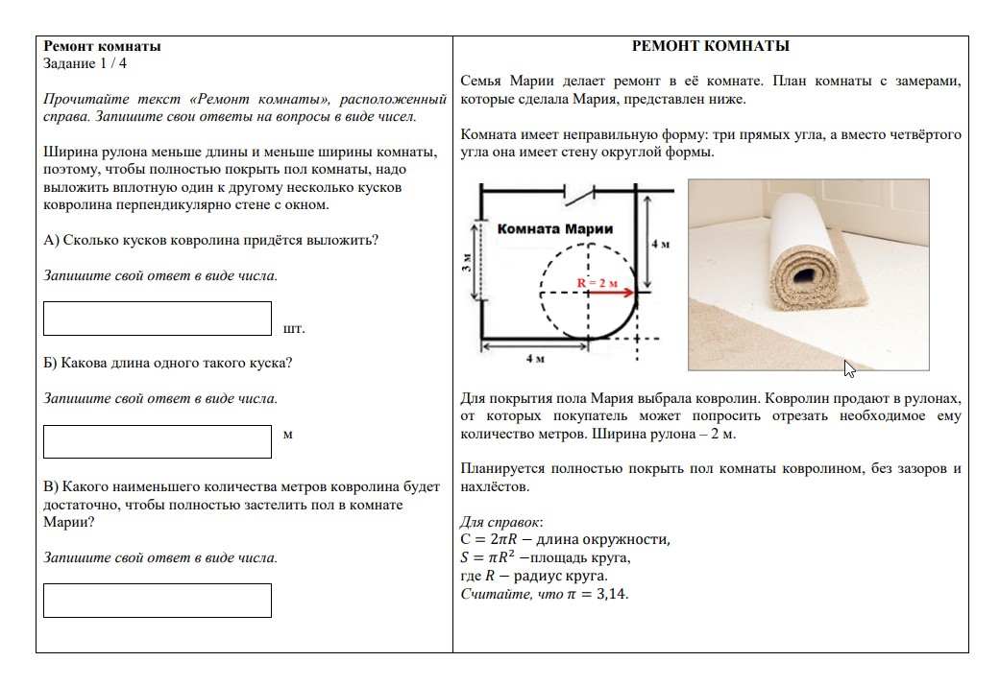 Ремонт комнаты
Задание 1 / 4
Прочитайте текст «Ремонт комнаты», расположенный
справа. Запишите свои ответы на вопросы в виде чисел.
Ширина рулона меньше длины и меньше ширины комнаты,
поэтому, чтобы полностью покрыть пол комнаты, надо
выложить вплотную один к другому несколько кусков
ковролина перпендикулярно стене с окном.
А) Сколько кусков ковролина придётся выложить?
Запишите свой ответ в виде числа.
шт.
Б) Какова длина одного такого куска?
Запишите свой ответ в виде числа.
м
В) Какого наименьшего количества метров ковролина будет
достаточно, чтобы полностью застелить пол в комнате
Марии?
Запишите свой ответ в виде числа.
РЕМОНТ КОМНАТЫ
Семья Марии делает ремонт в её комнате. План комнаты с замерами,
которые сделала Мария, представлен ниже.
Комната имеет неправильную форму: три прямых угла, а вместо четвёртого
угла она имеет стену округлой формы.
Комната Марии
4 м
3 м
R = 2 м
4 м
Для покрытия пола Мария выбрала ковролин. Ковролин продают в рулонах,
от которых покупатель может попросить отрезать необходимое ему
количество метров. Ширина рулона – 2 м.
Планируется полностью покрыть пол комнаты ковролином, без зазоров и
нахлёстов.
Для справок:
C = 2πR − длина окружности,
S = πR² −площадь круга,
где R − радиус круга.
Считайте, что π = 3,14.